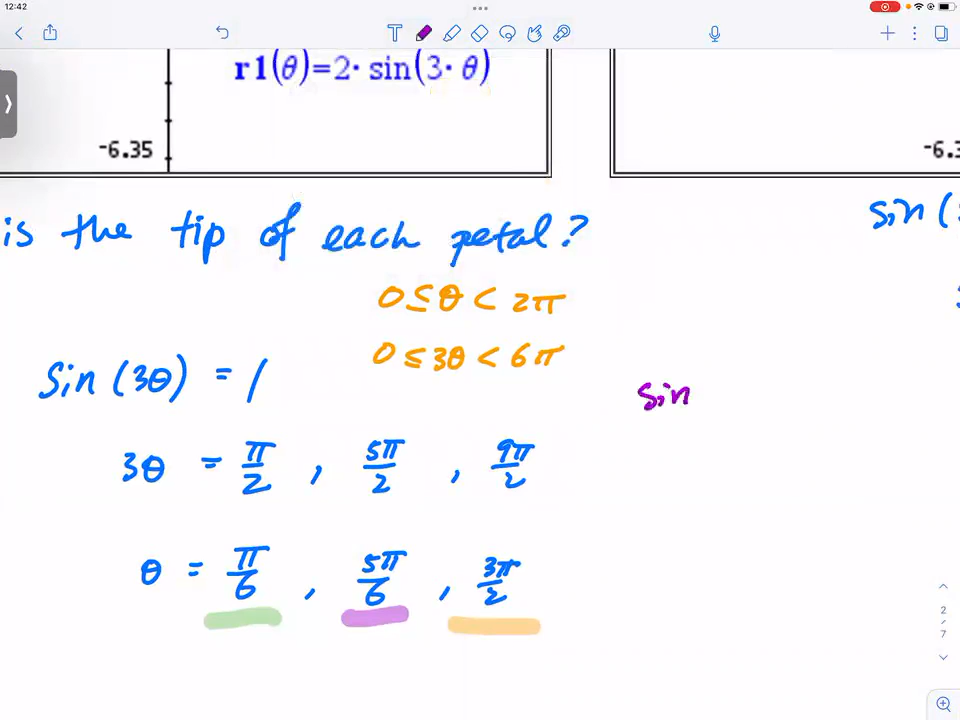 12:42
T
r1(θ)=2·sin(3·θ)
-6.35
-6.3
is the tip of each petal?
sin(
0 ≤ θ < 2π
0 ≤ 3θ < 6π
sin(3θ) = 1
sin
3θ = π/2 , 5π/2 , 9π/2
θ = π/6 , 5π/6 , 3π/2
2
/
7